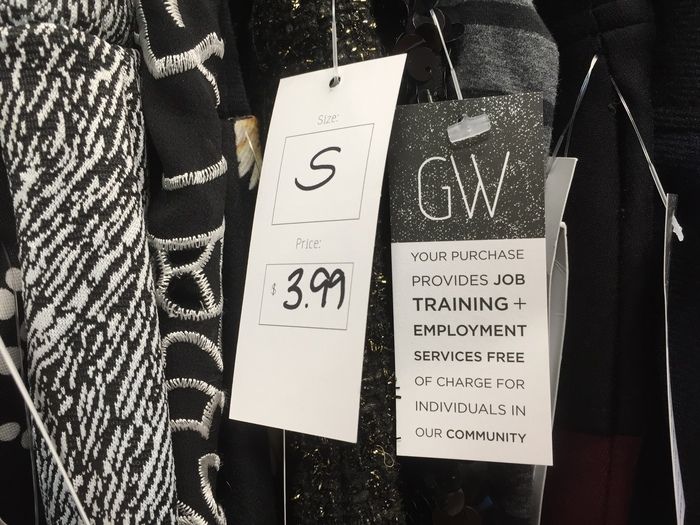 Size:
S
Price:
$ 3.99
GW
YOUR PURCHASE
PROVIDES JOB
TRAINING +
EMPLOYMENT
SERVICES FREE
OF CHARGE FOR
INDIVIDUALS IN
OUR COMMUNITY